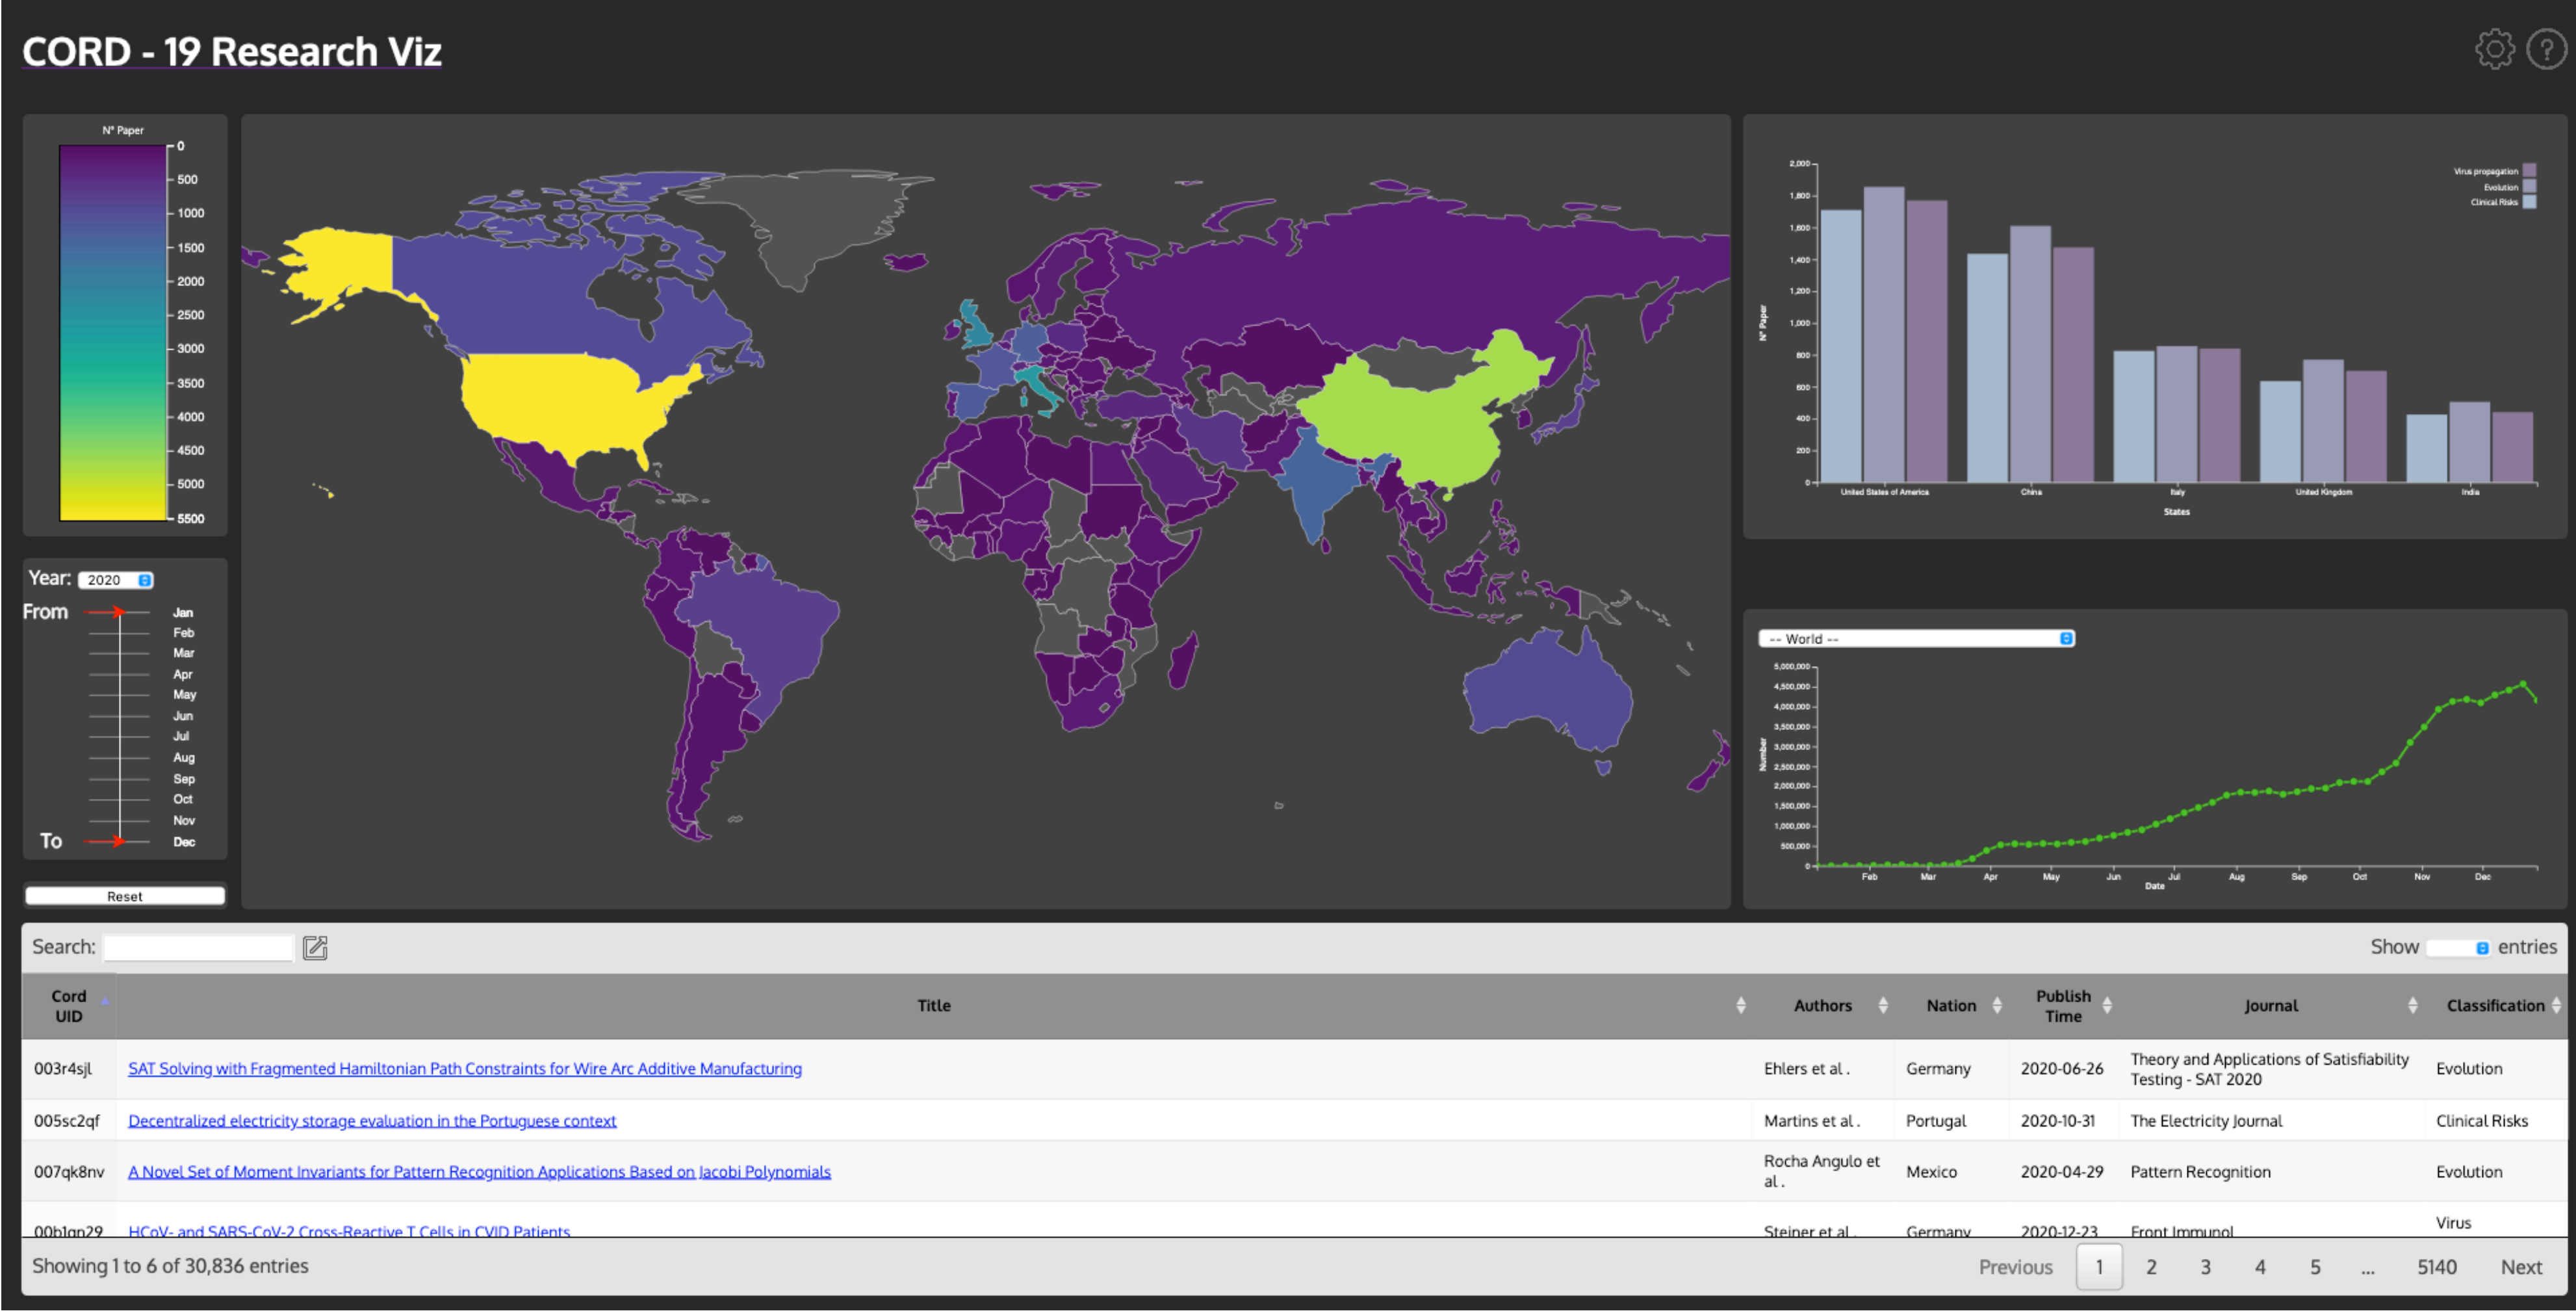 CORD - 19 Research Viz
N° Paper
0
500
1000
1500
2000
2500
3000
3500
4000
4500
5000
5500
Year: 2020
From
Jan
Feb
Mar
Apr
May
Jun
Jul
Aug
Sep
Oct
Nov
To
Dec
Reset
2,000
1,800
1,600
1,400
1,200
1,000
800
600
400
200
0
N° Paper
Virus propagation
Evolution
Clinical Risks
United States of America China Italy United Kingdom India
States
-- World --
5,000,000
4,500,000
4,000,000
3,500,000
3,000,000
2,500,000
2,000,000
1,500,000
1,000,000
500,000
0
Number
Feb Mar Apr May Jun Jul Aug Sep Oct Nov Dec
Date
Search:
Show entries
Cord UID Title Authors Nation Publish Time Journal Classification
003r4sjl SAT Solving with Fragmented Hamiltonian Path Constraints for Wire Arc Additive Manufacturing Ehlers et al . Germany 2020-06-26 Theory and Applications of Satisfiability Testing - SAT 2020 Evolution
005sc2qf Decentralized electricity storage evaluation in the Portuguese context Martins et al . Portugal 2020-10-31 The Electricity Journal Clinical Risks
007qk8nv A Novel Set of Moment Invariants for Pattern Recognition Applications Based on Jacobi Polynomials Rocha Angulo et al . Mexico 2020-04-29 Pattern Recognition Evolution
00b1gn29 HCoV- and SARS-CoV-2 Cross-Reactive T Cells in CVID Patients Steiner et al . Germany 2020-12-23 Front Immunol Virus
Showing 1 to 6 of 30,836 entries
Previous 1 2 3 4 5 ... 5140 Next